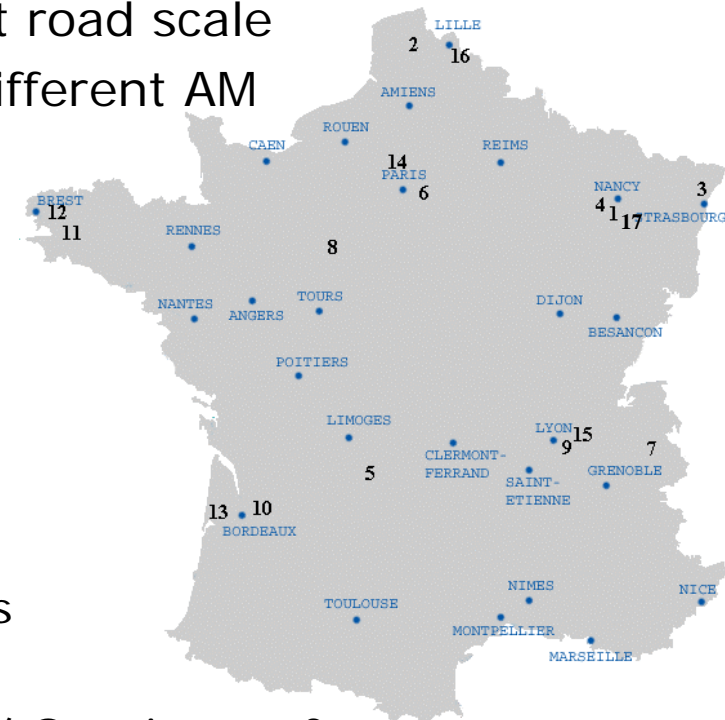 t road scale
LILLE
2
16
ifferent AM
AMIENS
ROUEN
CAEN
REIMS
14
PARIS
6
NANCY
3
4
1
17
STRASBOURG
BREST
12
11
RENNES
8
NANTES
ANGERS
TOURS
DIJON
BESANCON
POITIERS
LIMOGES
LYON
15
9
7
CLERMONT-
FERRAND
GRENOBLE
5
SAINT-
ETIENNE
13
10
BORDEAUX
NIMES
NICE
s
TOULOUSE
MONTPELLIER
MARSEILLE